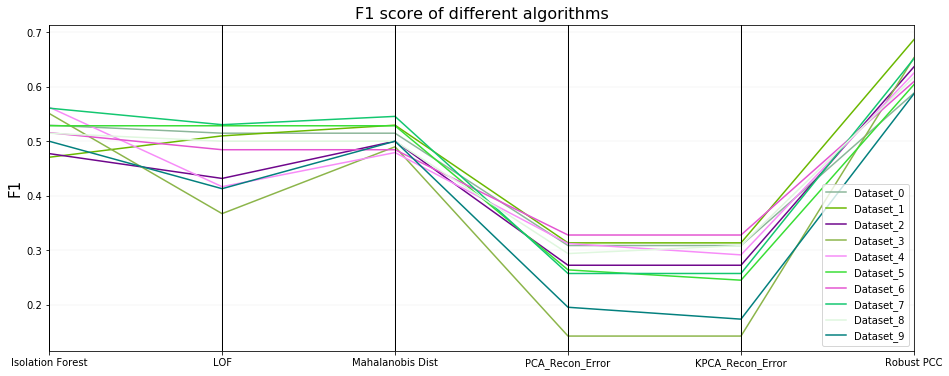 F1 score of different algorithms
0.7
0.6
0.5
0.4
0.3
0.2
F1
Isolation Forest
LOF
Mahalanobis Dist
PCA_Recon_Error
KPCA_Recon_Error
Robust PCC
Dataset_0
Dataset_1
Dataset_2
Dataset_3
Dataset_4
Dataset_5
Dataset_6
Dataset_7
Dataset_8
Dataset_9